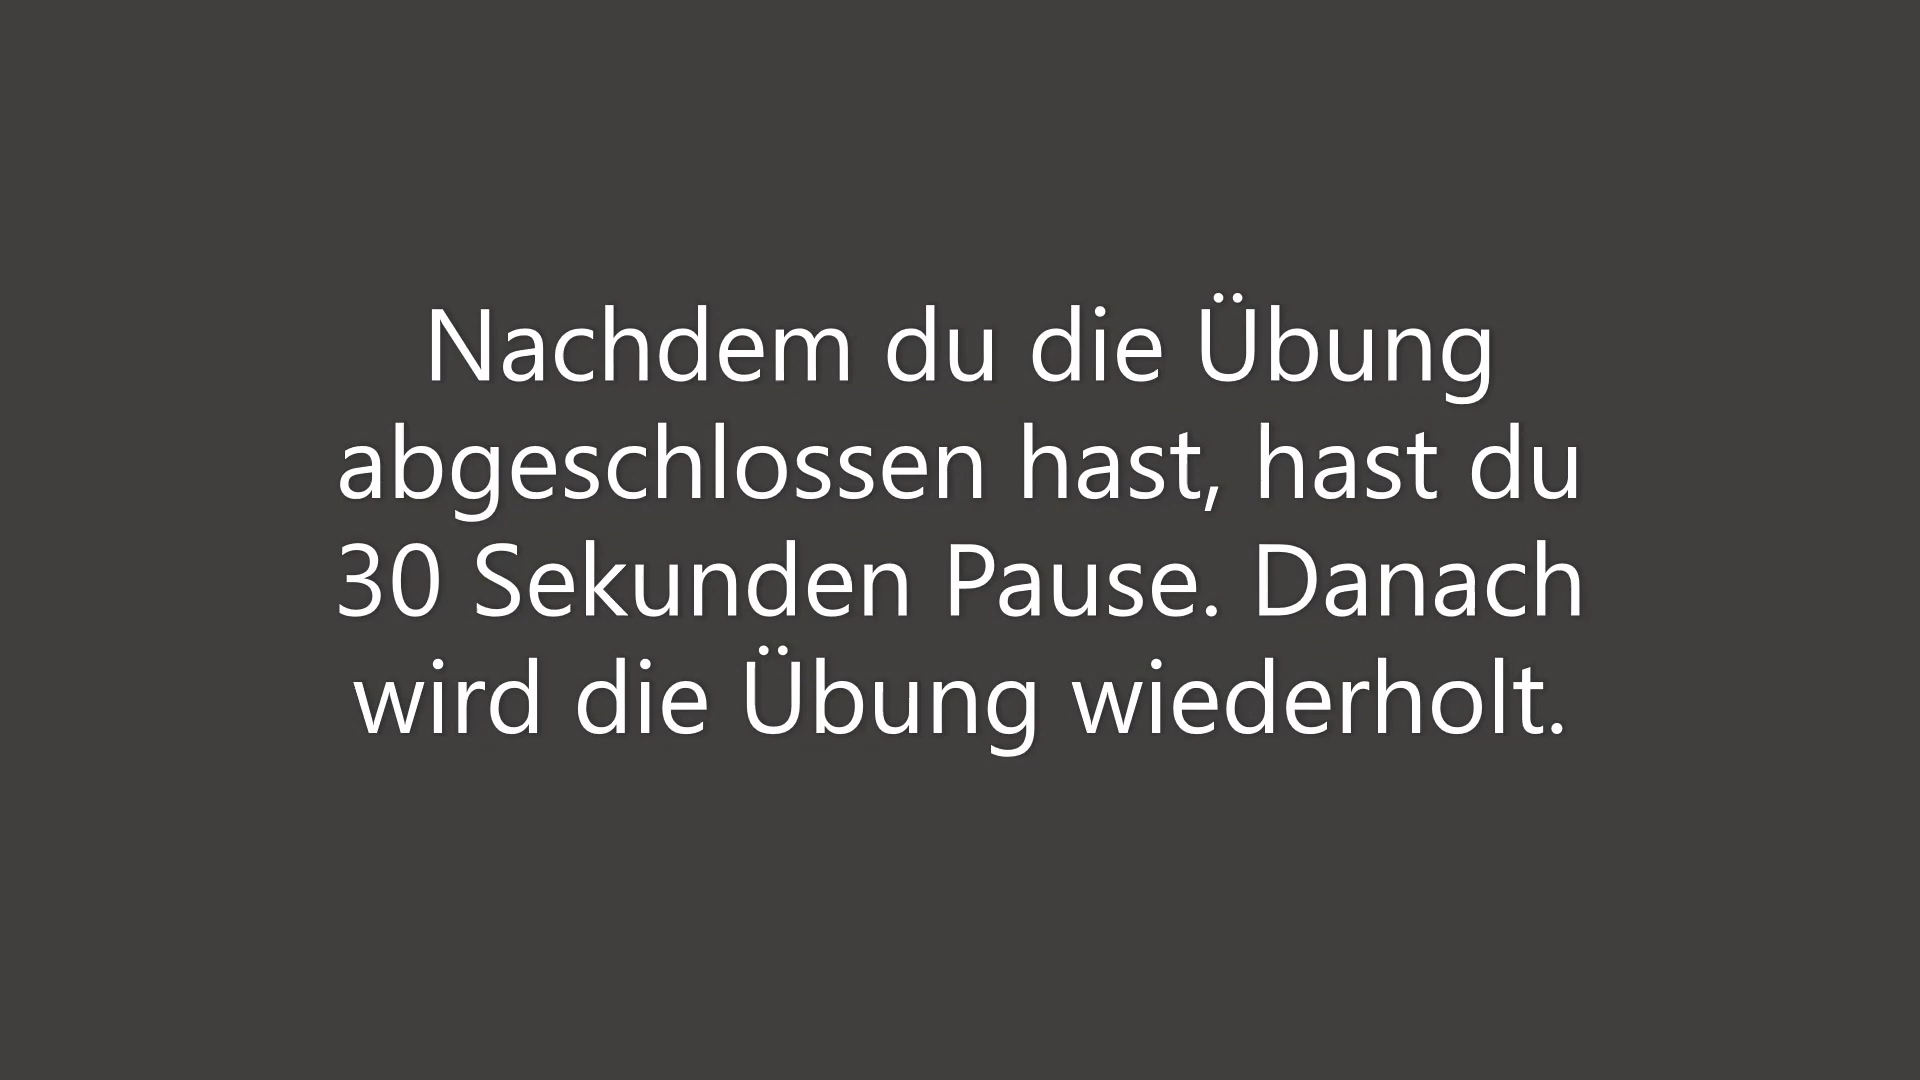 Nachdem du die Übung
abgeschlossen hast, hast du
30 Sekunden Pause. Danach
wird die Übung wiederholt.